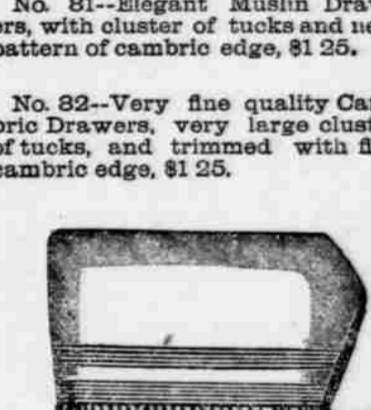 No. 81--Elegant Muslin Draw
ers, with cluster of tucks and ne
pattern of cambric edge, $1 25.
No. 82--Very fine quality Cam
bric Drawers, very large clust
of tucks, and trimmed with fi
cambric edge, $1 25.